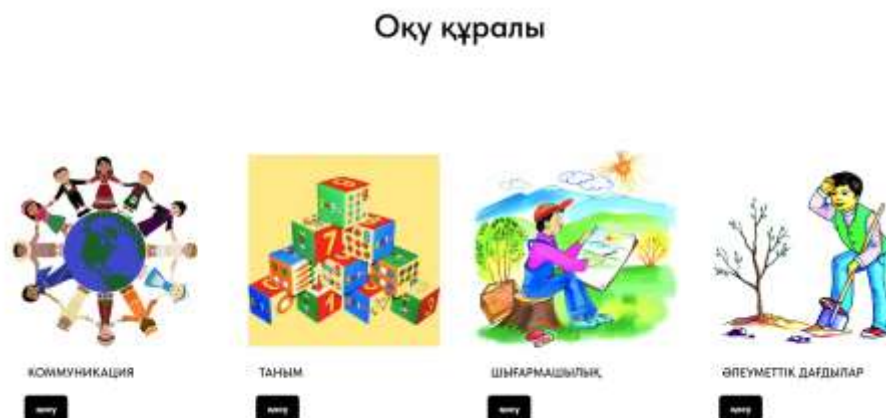 Оқу құралы
КОММУНИКАЦИЯ
ТАНЫМ
ШЫҒАРМАШЫЛЫҚ
ӘЛЕУМЕТТІК ДАҒДЫЛАР